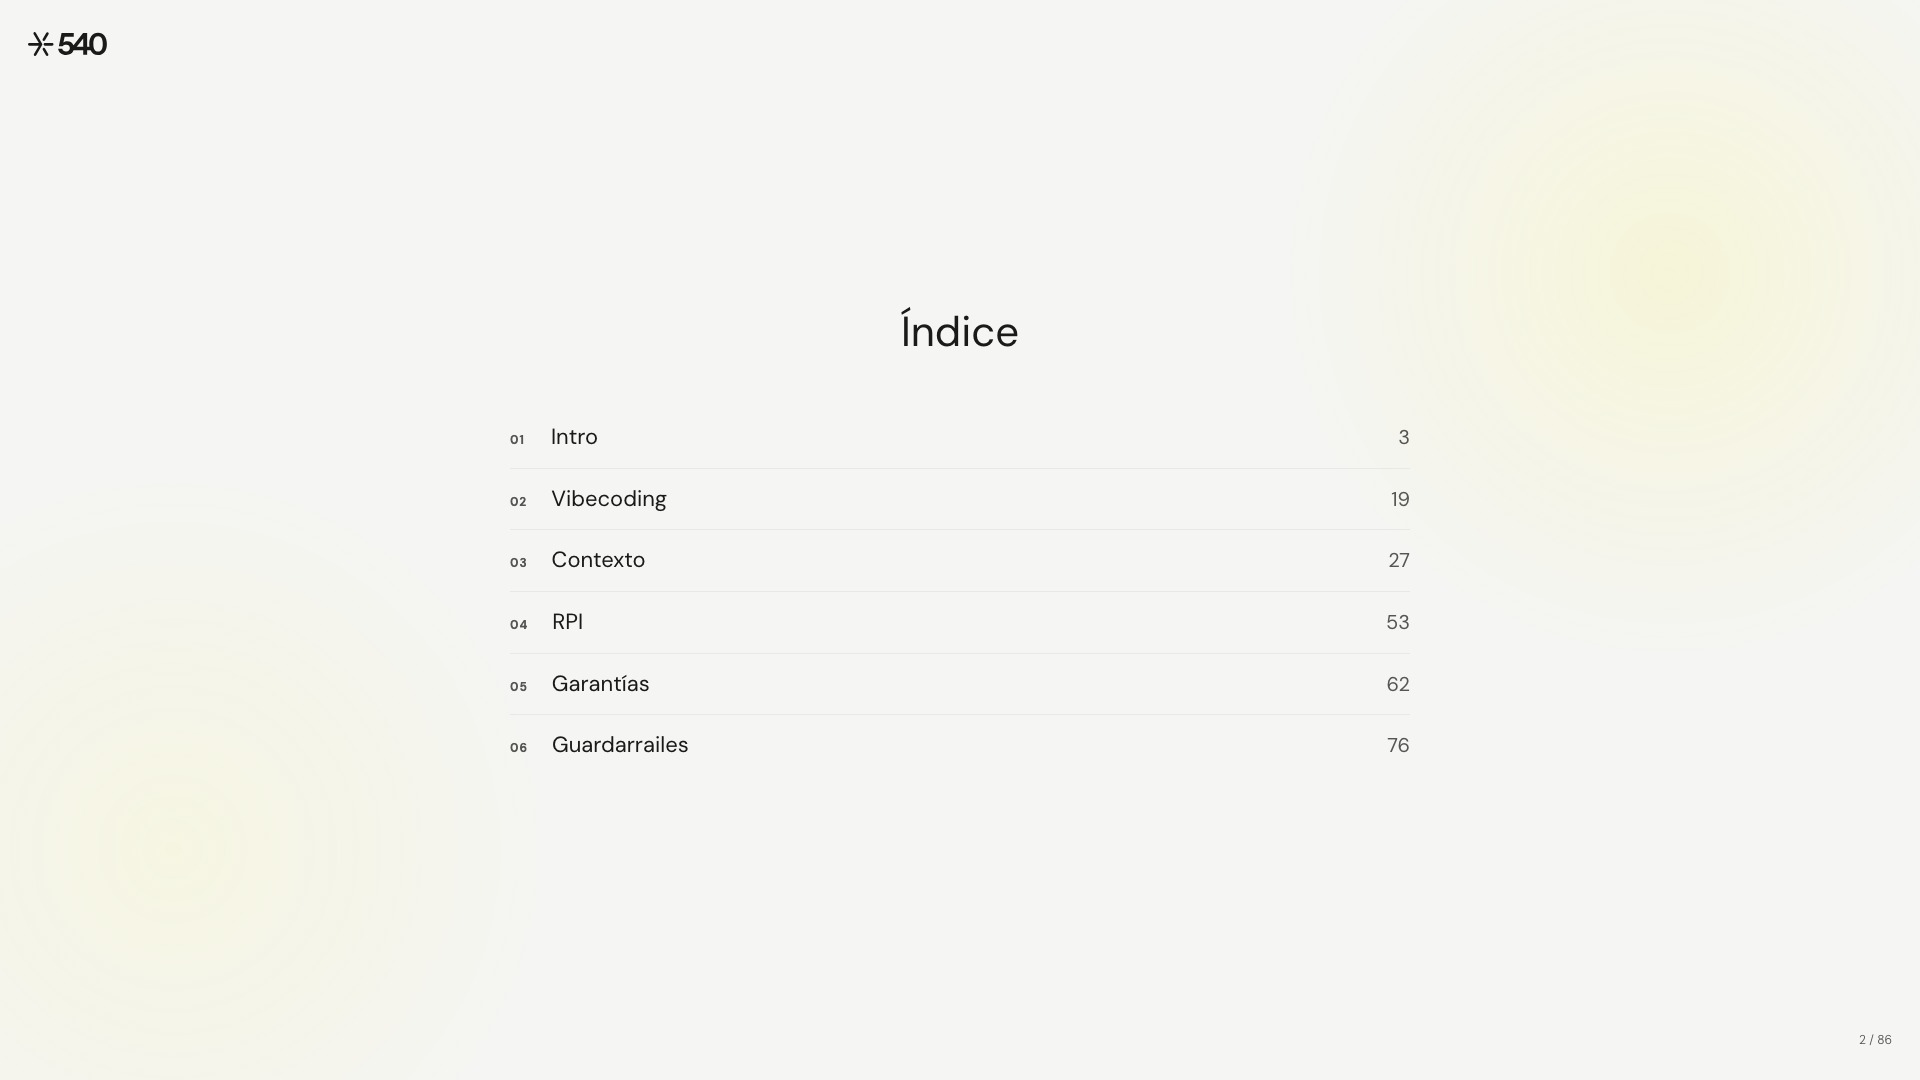 540
Índice
01 Intro 3
02 Vibecoding 19
03 Contexto 27
04 RPI 53
05 Garantías 62
06 Guardarrailes 76
2 / 86